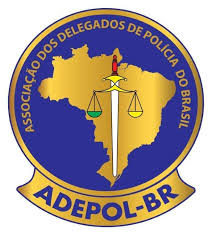 ASSOCIAÇÃO DOS DELEGADOS DE POLÍCIA DO BRASIL
ADEPOL-BR